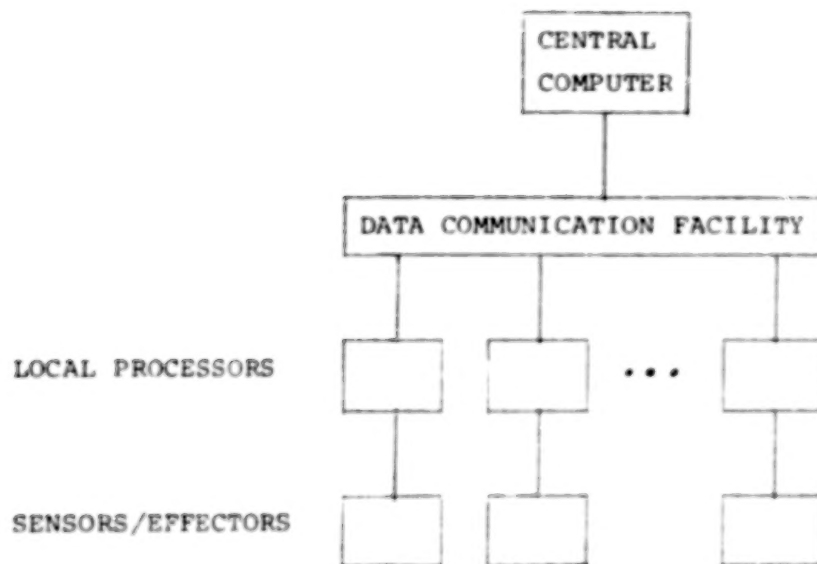 CENTRAL
COMPUTER
DATA COMMUNICATION FACILITY
LOCAL PROCESSORS
SENSORS/EFFECTORS